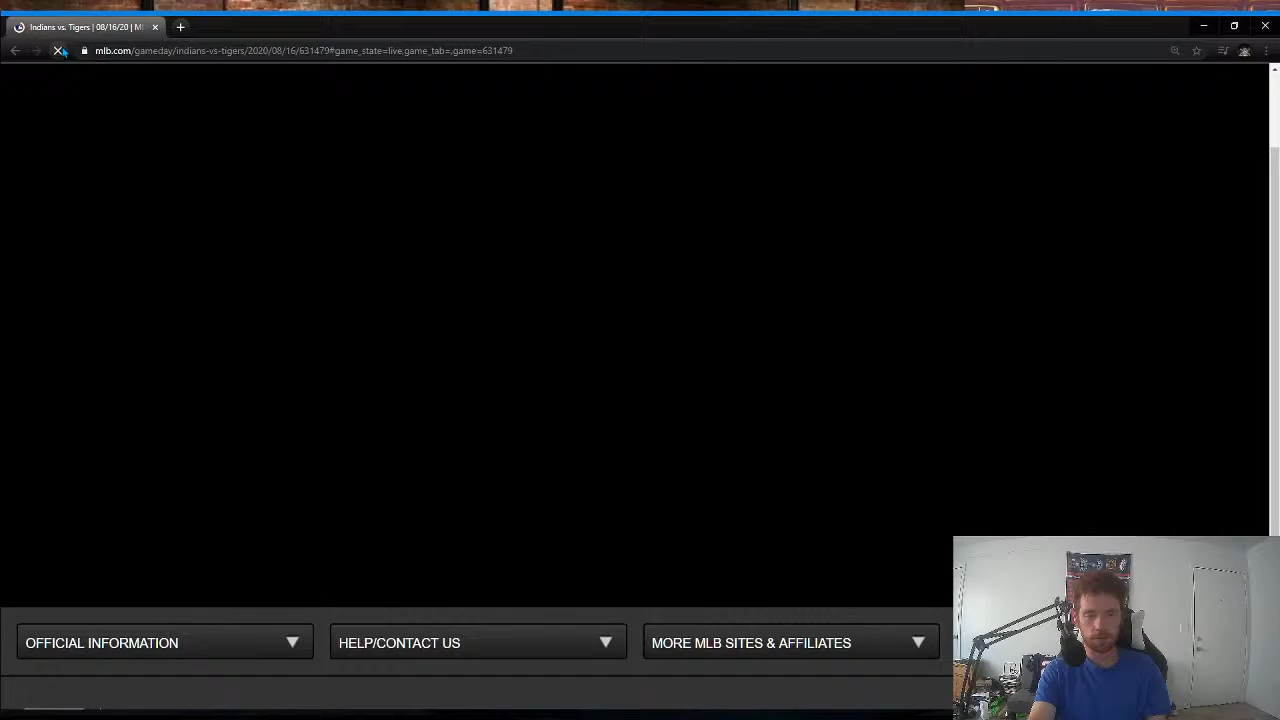 Indians vs. Tigers | 08/16/20 | ML
mlb.com/gameday/indians-vs-tigers/2020/08/16/631479#game_state=live,game_tab=,game=631479
OFFICIAL INFORMATION
HELP/CONTACT US
MORE MLB SITES & AFFILIATES